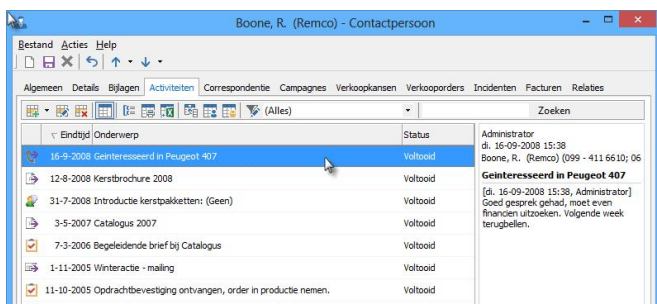 Boone, R. (Remco) - Contactpersoon
Bestand Acties Help
Algemeen Details Bijlagen Activiteiten Correspondentie Campagnes Verkoopkansen Verkooporders Incidenten Facturen Relaties
(Alles) Zoeken
Eindtijd Onderwerp Status
16-9-2008 Geinteresseerd in Peugeot 407 Voltooid
12-8-2008 Kerstbrochure 2008 Voltooid
31-7-2008 Introductie kerstpakketten: (Geen) Voltooid
3-5-2007 Catalogus 2007 Voltooid
7-3-2006 Begeleidende brief bij Catalogus Voltooid
1-11-2005 Winteractie - mailing Voltooid
11-10-2005 Opdrachtbevestiging ontvangen, order in productie nemen. Voltooid
Administrator
di. 16-09-2008 15:38
Boone, R. (Remco) (099 - 411 6610; 06
Geinteresseerd in Peugeot 407
[di. 16-09-2008 15:38, Administrator]
Goed gesprek gehad, moet even
financien uitzoeken. Volgende week
terugbellen.